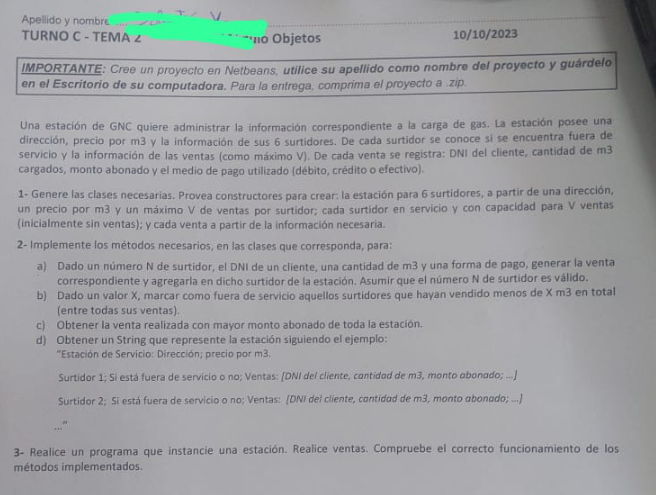 Apellido y nombre
TURNO C - TEMA 2 Objetos 10/10/2023
IMPORTANTE: Cree un proyecto en Netbeans, utilice su apellido como nombre del proyecto y guárdelo
en el Escritorio de su computadora. Para la entrega, comprima el proyecto a .zip.
Una estación de GNC quiere administrar la información correspondiente a la carga de gas. La estación posee una
dirección, precio por m3 y la información de sus 6 surtidores. De cada surtidor se conoce si se encuentra fuera de
servicio y la información de las ventas (como máximo V). De cada venta se registra: DNI del cliente, cantidad de m3
cargados, monto abonado y el medio de pago utilizado (débito, crédito o efectivo).
1- Genere las clases necesarias. Provea constructores para crear: la estación para 6 surtidores, a partir de una dirección,
un precio por m3 y un máximo V de ventas por surtidor; cada surtidor en servicio y con capacidad para V ventas
(inicialmente sin ventas); y cada venta a partir de la información necesaria.
2- Implemente los métodos necesarios, en las clases que corresponda, para:
a) Dado un número N de surtidor, el DNI de un cliente, una cantidad de m3 y una forma de pago, generar la venta
correspondiente y agregarla en dicho surtidor de la estación. Asumir que el número N de surtidor es válido.
b) Dado un valor X, marcar como fuera de servicio aquellos surtidores que hayan vendido menos de X m3 en total
(entre todas sus ventas).
c) Obtener la venta realizada con mayor monto abonado de toda la estación.
d) Obtener un String que represente la estación siguiendo el ejemplo:
"Estación de Servicio: Dirección; precio por m3.
Surtidor 1; Si está fuera de servicio o no; Ventas: [DNI del cliente, cantidad de m3, monto abonado; ...]
Surtidor 2; Si está fuera de servicio o no; Ventas: [DNI del cliente, cantidad de m3, monto abonado; ...]
..."
3- Realice un programa que instancie una estación. Realice ventas. Compruebe el correcto funcionamiento de los
métodos implementados.